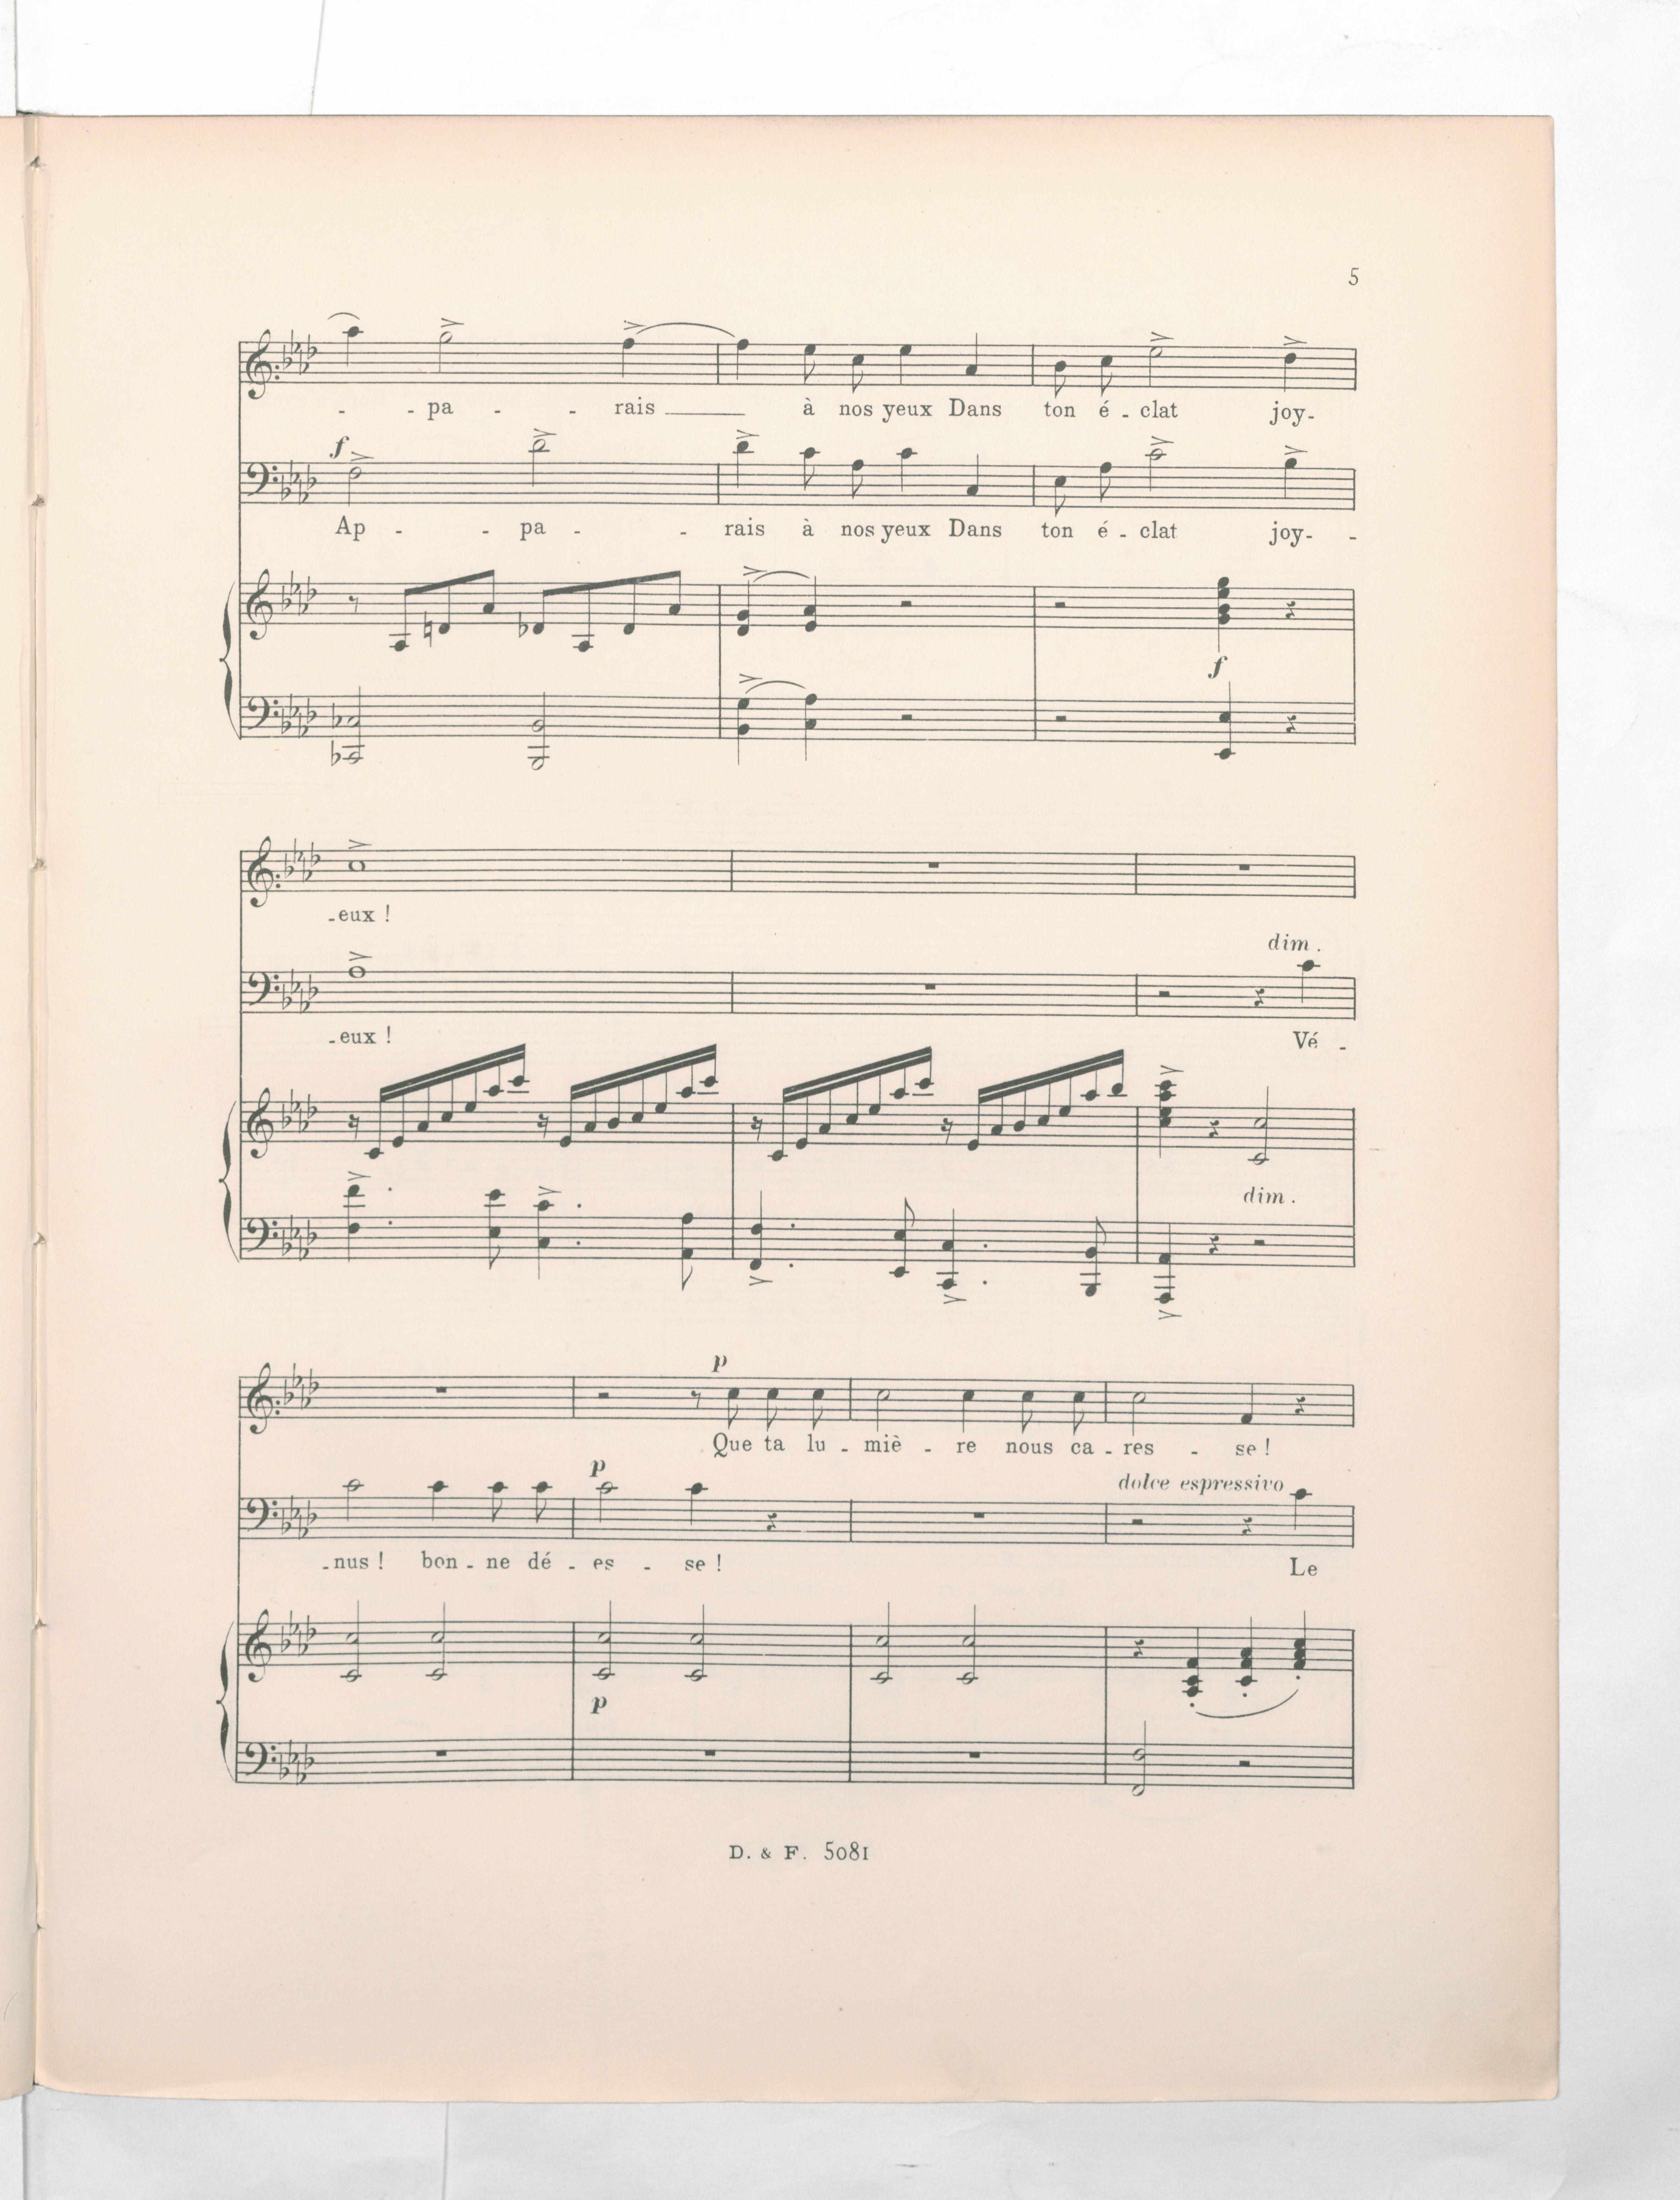 5
- - pa - - rais à nos yeux Dans ton é - clat joy-
f
Ap - - pa - - rais à nos yeux Dans ton é - clat joy- -
f
-eux !
dim.
-eux ! Vé -
dim.
p
Que ta lu - miè - re nous ca - res - se !
p dolce espressivo
-nus ! bon - ne dé - es - se ! Le
p
D. & F. 5081